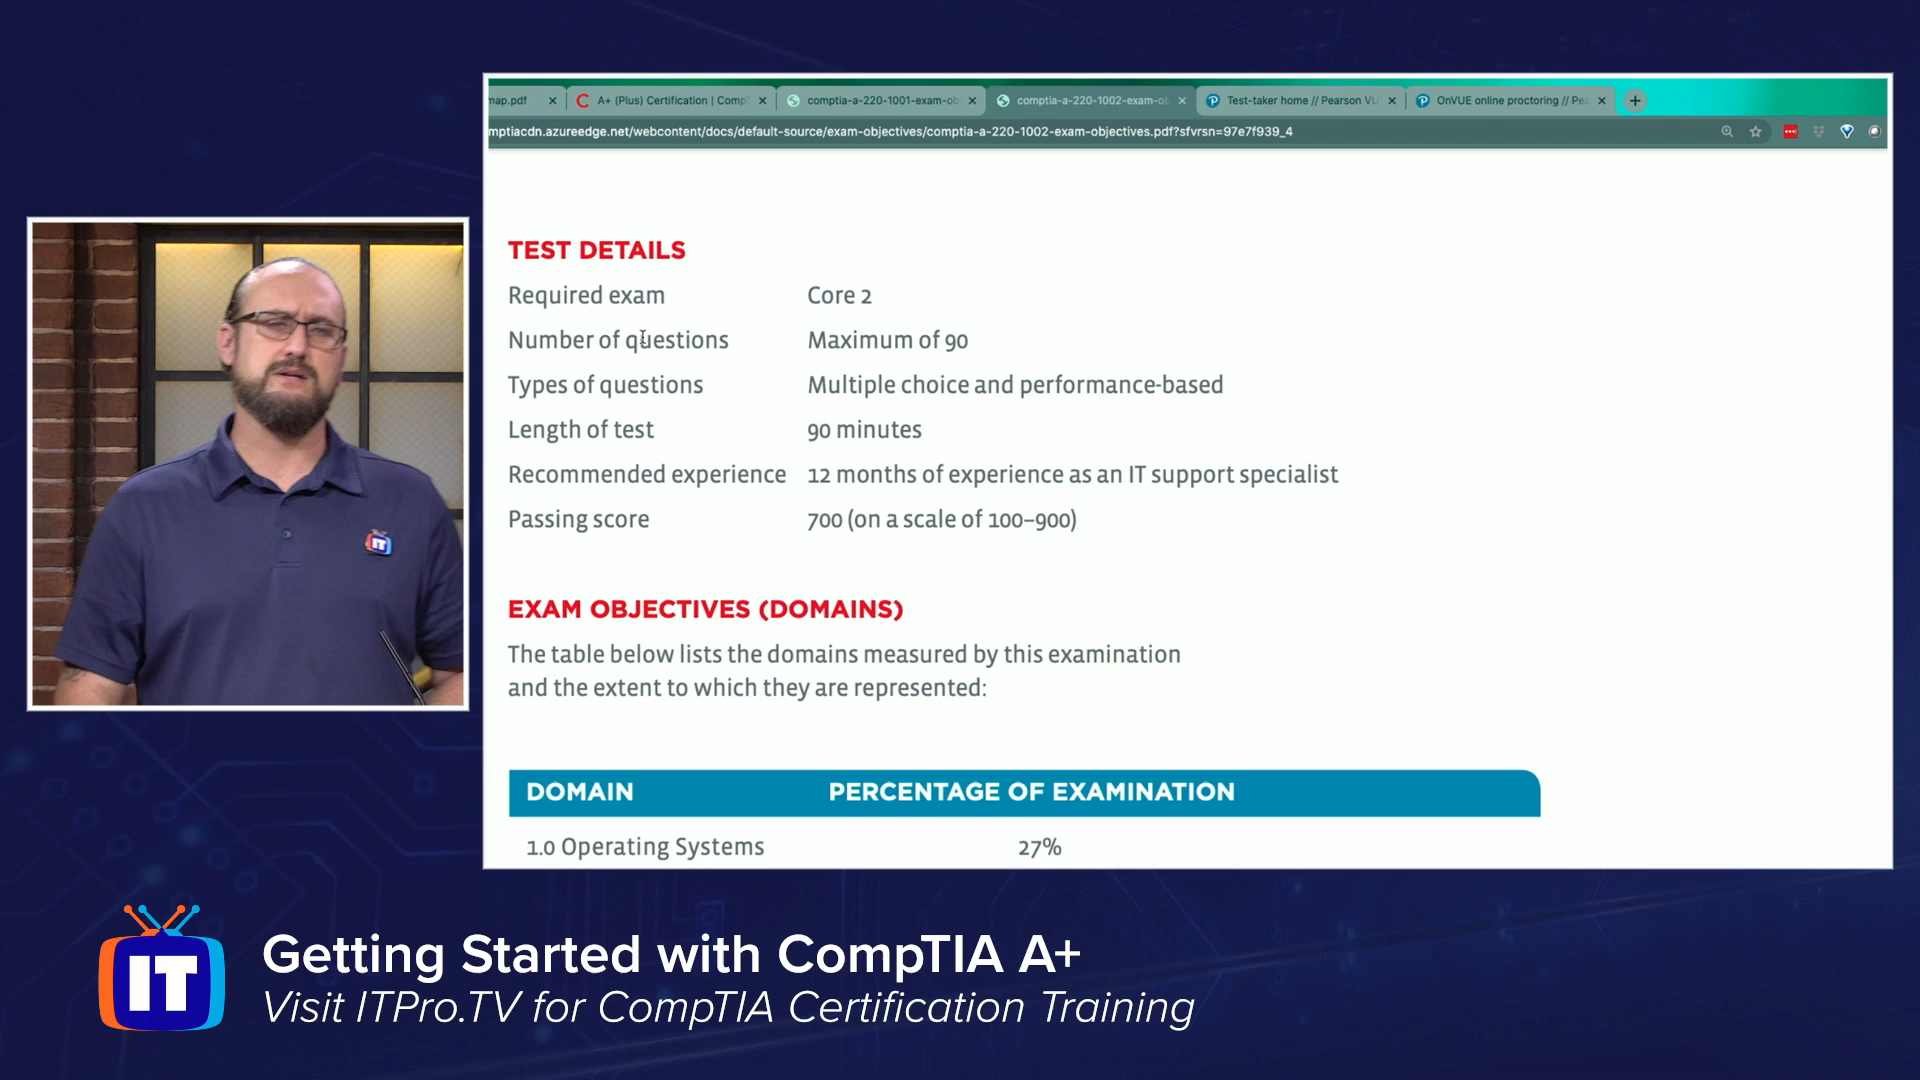 map.pdf
A+ (Plus) Certification | Comp
comptia-a-220-1001-exam-ob
comptia-a-220-1002-exam-ob
Test-taker home // Pearson VU
OnVUE online proctoring // Pea
mptiacdn.azureedge.net/webcontent/docs/default-source/exam-objectives/comptia-a-220-1002-exam-objectives.pdf?sfvrsn=97e7f939_4
TEST DETAILS
Required exam Core 2
Number of questions Maximum of 90
Types of questions Multiple choice and performance-based
Length of test 90 minutes
Recommended experience 12 months of experience as an IT support specialist
Passing score 700 (on a scale of 100–900)
EXAM OBJECTIVES (DOMAINS)
The table below lists the domains measured by this examination
and the extent to which they are represented:
DOMAIN PERCENTAGE OF EXAMINATION
1.0 Operating Systems 27%
IT
IT
Getting Started with CompTIA A+
Visit ITPro.TV for CompTIA Certification Training